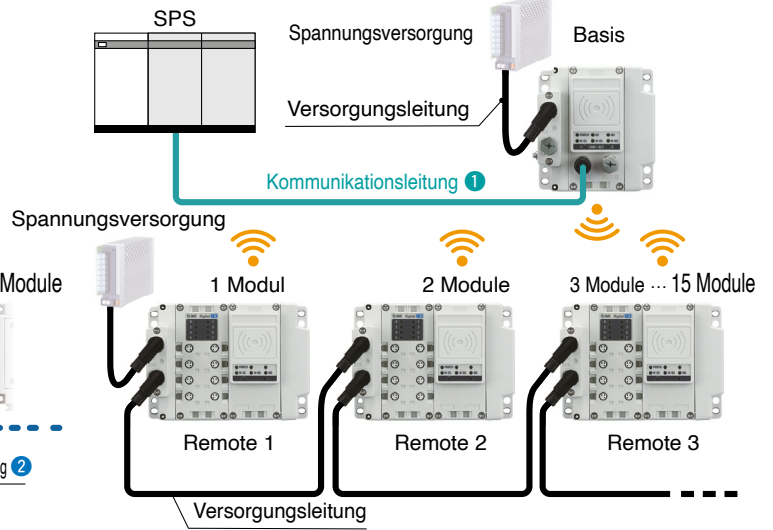 SPS
Spannungsversorgung
Basis
Versorgungsleitung
Kommunikationsleitung 1
Spannungsversorgung
Module
1 Modul
2 Module
3 Module ··· 15 Module
Remote 1
Remote 2
Remote 3
g 2
Versorgungsleitung